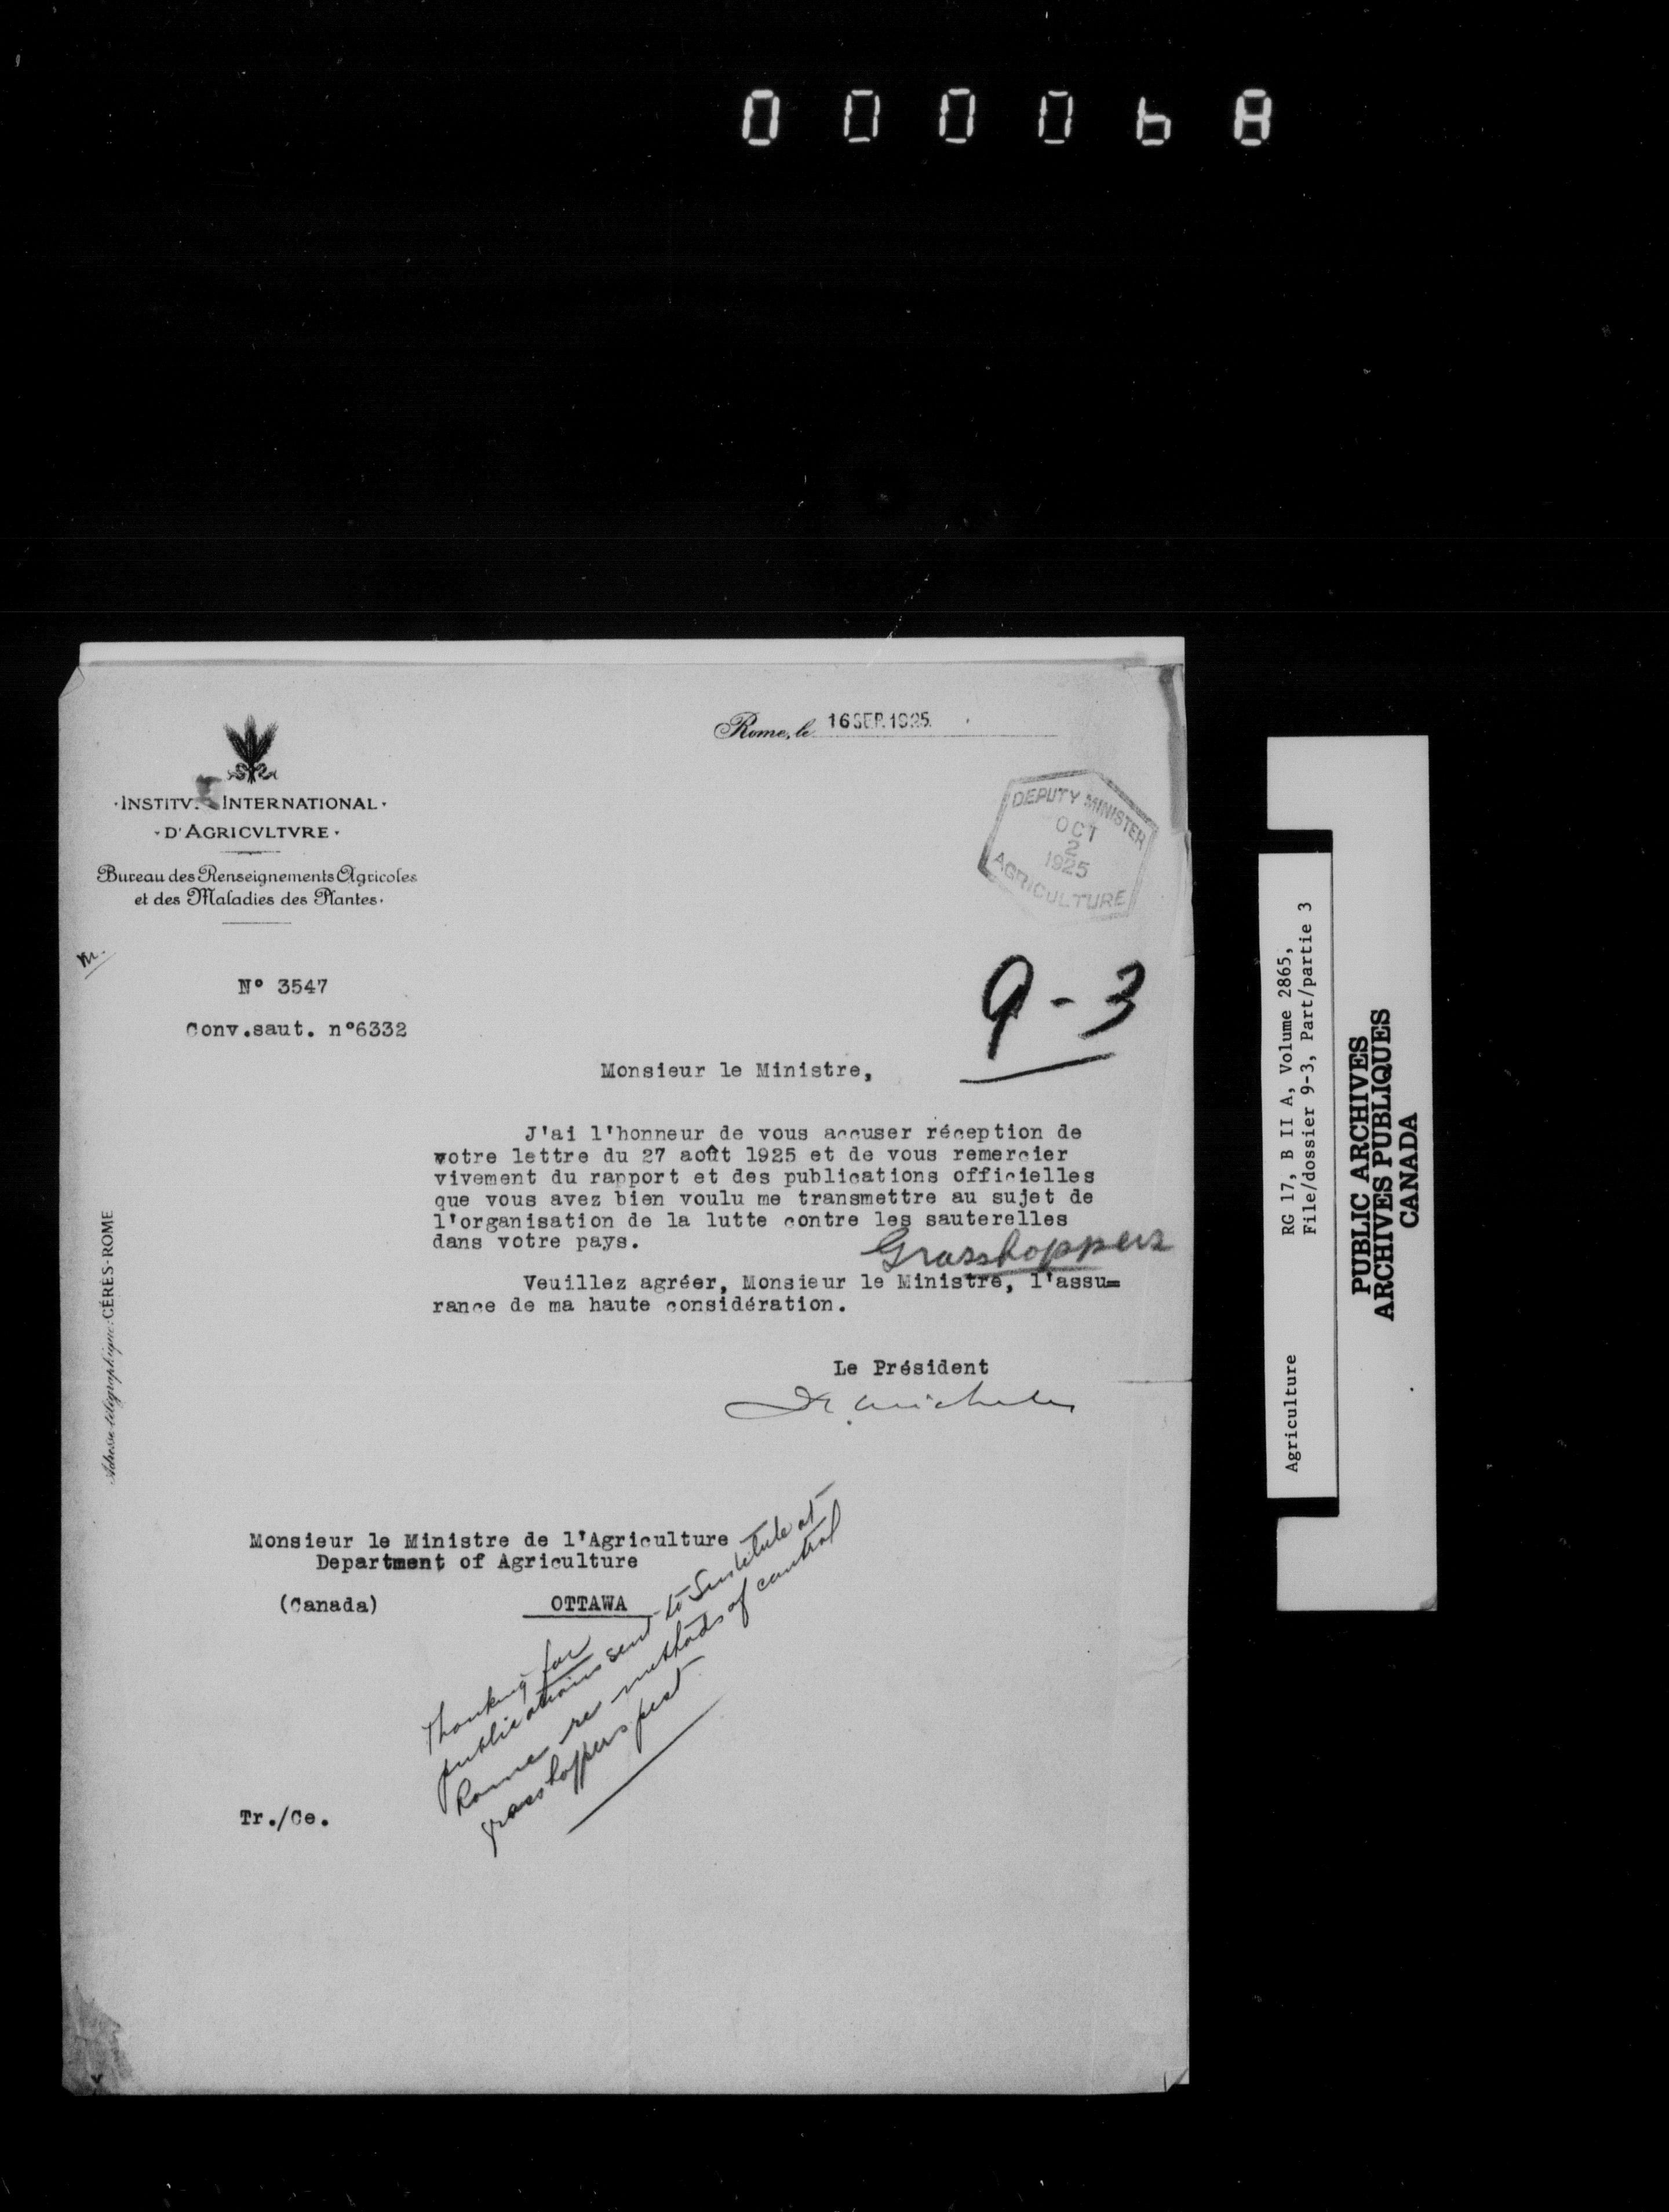 000068
Rome, le 16 SEP. 1925
·INSTITV. INTERNATIONAL·
·D'AGRICVLTVRE·
Bureau des Renseignements Agricoles
et des Maladies des Plantes·
DEPUTY MINISTER
OCT
2
1925
AGRICULTURE
9-3
N° 3547
Conv.saut. n°6332
Monsieur le Ministre,
J'ai l'honneur de vous accuser réception de
votre lettre du 27 août 1925 et de vous remercier
vivement du rapport et des publications officielles
que vous avez bien voulu me transmettre au sujet de
l'organisation de la lutte contre les sauterelles
dans votre pays.
Grasshoppers
Veuillez agréer, Monsieur le Ministre, l'assu=
rance de ma haute considération.
Le Président
Adresse télégraphique: CÉRÈS-ROME
Monsieur le Ministre de l'Agriculture
Department of Agriculture
(Canada) OTTAWA
Thanking for
publications sent to Institute at
Rome re methods of control
grasshoppers pest
Tr./Ce.
Agriculture RG 17, B II A, Volume 2865,
File/dossier 9-3, Part/partie 3
PUBLIC ARCHIVES
ARCHIVES PUBLIQUES
CANADA